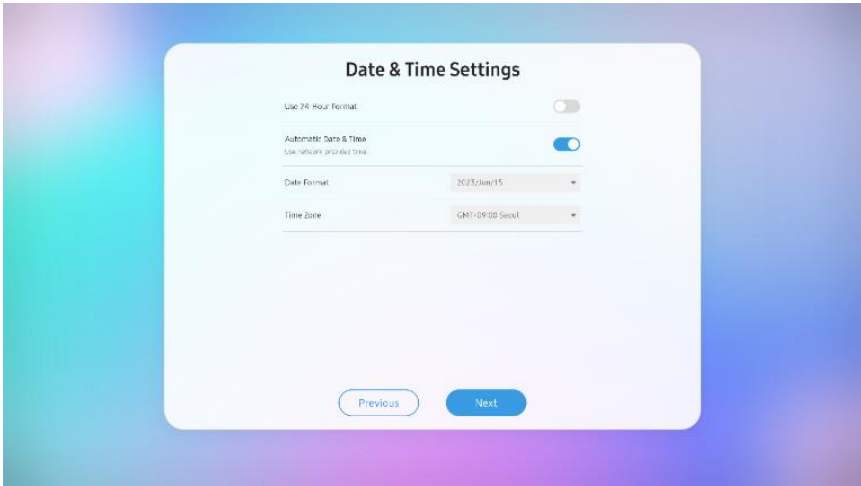 Date & Time Settings
Use 24-Hour Format
Automatic Date & Time
Use network provided time
Date Format
2023/Jun/15
Time Zone
GMT+09:00 Seoul
Previous
Next